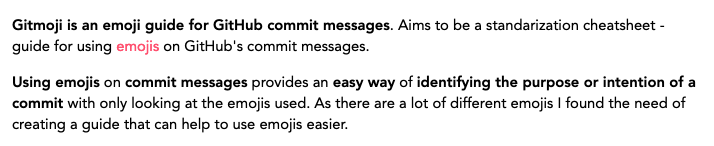 Gitmoji is an emoji guide for GitHub commit messages. Aims to be a standarization cheatsheet -
guide for using emojis on GitHub's commit messages.
Using emojis on commit messages provides an easy way of identifying the purpose or intention of a
commit with only looking at the emojis used. As there are a lot of different emojis I found the need of
creating a guide that can help to use emojis easier.